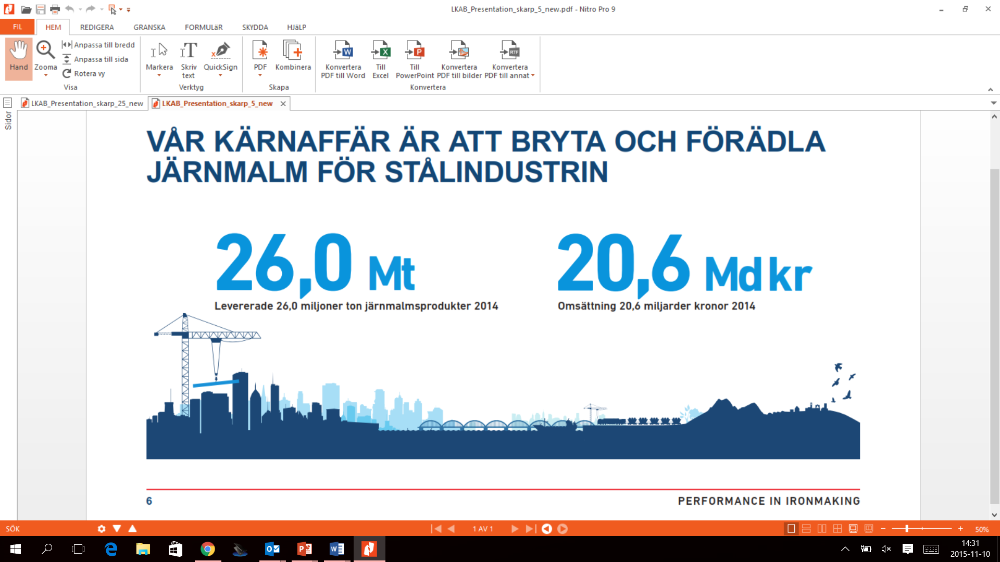 LKAB_Presentation_skarp_5_new.pdf - Nitro Pro 9
FIL HEM REDIGERA GRANSKA FORMULäR SKYDDA HJäLP
Hand
Zooma
Anpassa till bredd
Anpassa till sida
Rotera vy
Visa
Markera
Skriv
text
QuickSign
Verktyg
PDF
Kombinera
Skapa
Konvertera
PDF till Word
Till
Excel
Till
PowerPoint
Konvertera
PDF till bilder
Konvertera
PDF till annat
Konvertera
LKAB_Presentation_skarp_25_new
LKAB_Presentation_skarp_5_new
Sidor
VÅR KÄRNAFFÄR ÄR ATT BRYTA OCH FÖRÄDLA
JÄRNMALM FÖR STÅLINDUSTRIN
26,0 Mt
Levererade 26,0 miljoner ton järnmalmsprodukter 2014
20,6 Md kr
Omsättning 20,6 miljarder kronor 2014
6
PERFORMANCE IN IRONMAKING
SÖK
1 AV 1
50%
14:31
2015-11-10